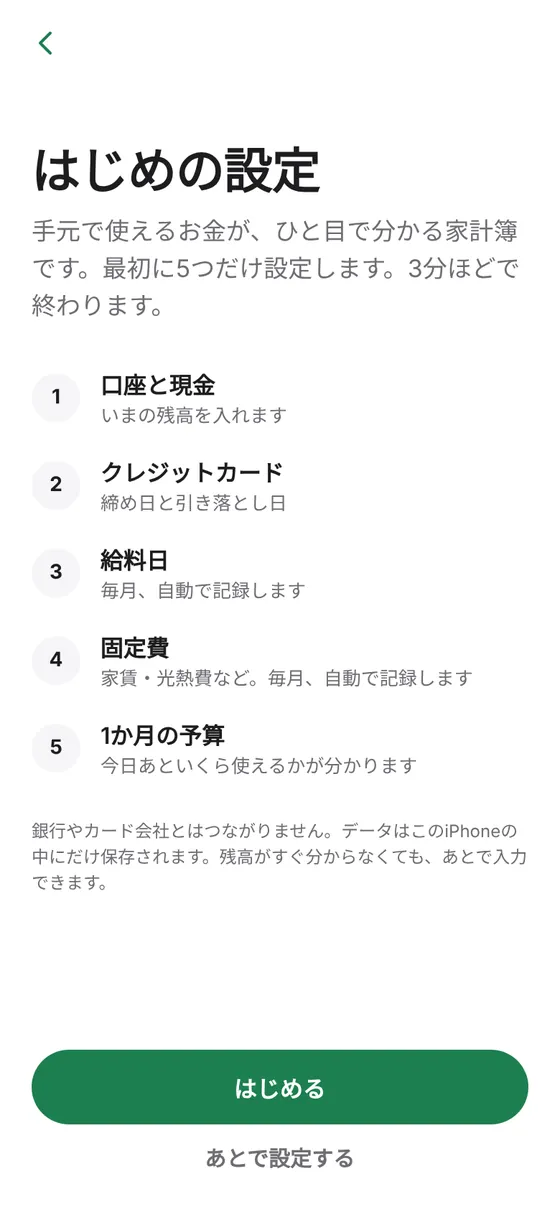 はじめの設定
手元で使えるお金が、ひと目で分かる家計簿
です。最初に5つだけ設定します。3分ほどで
終わります。
1
口座と現金
いまの残高を入れます
2
クレジットカード
締め日と引き落とし日
3
給料日
毎月、自動で記録します
4
固定費
家賃・光熱費など。毎月、自動で記録します
5
1か月の予算
今日あといくら使えるかが分かります
銀行やカード会社とはつながりません。データはこのiPhoneの
中にだけ保存されます。残高がすぐ分からなくても、あとで入力
できます。
はじめる
あとで設定する